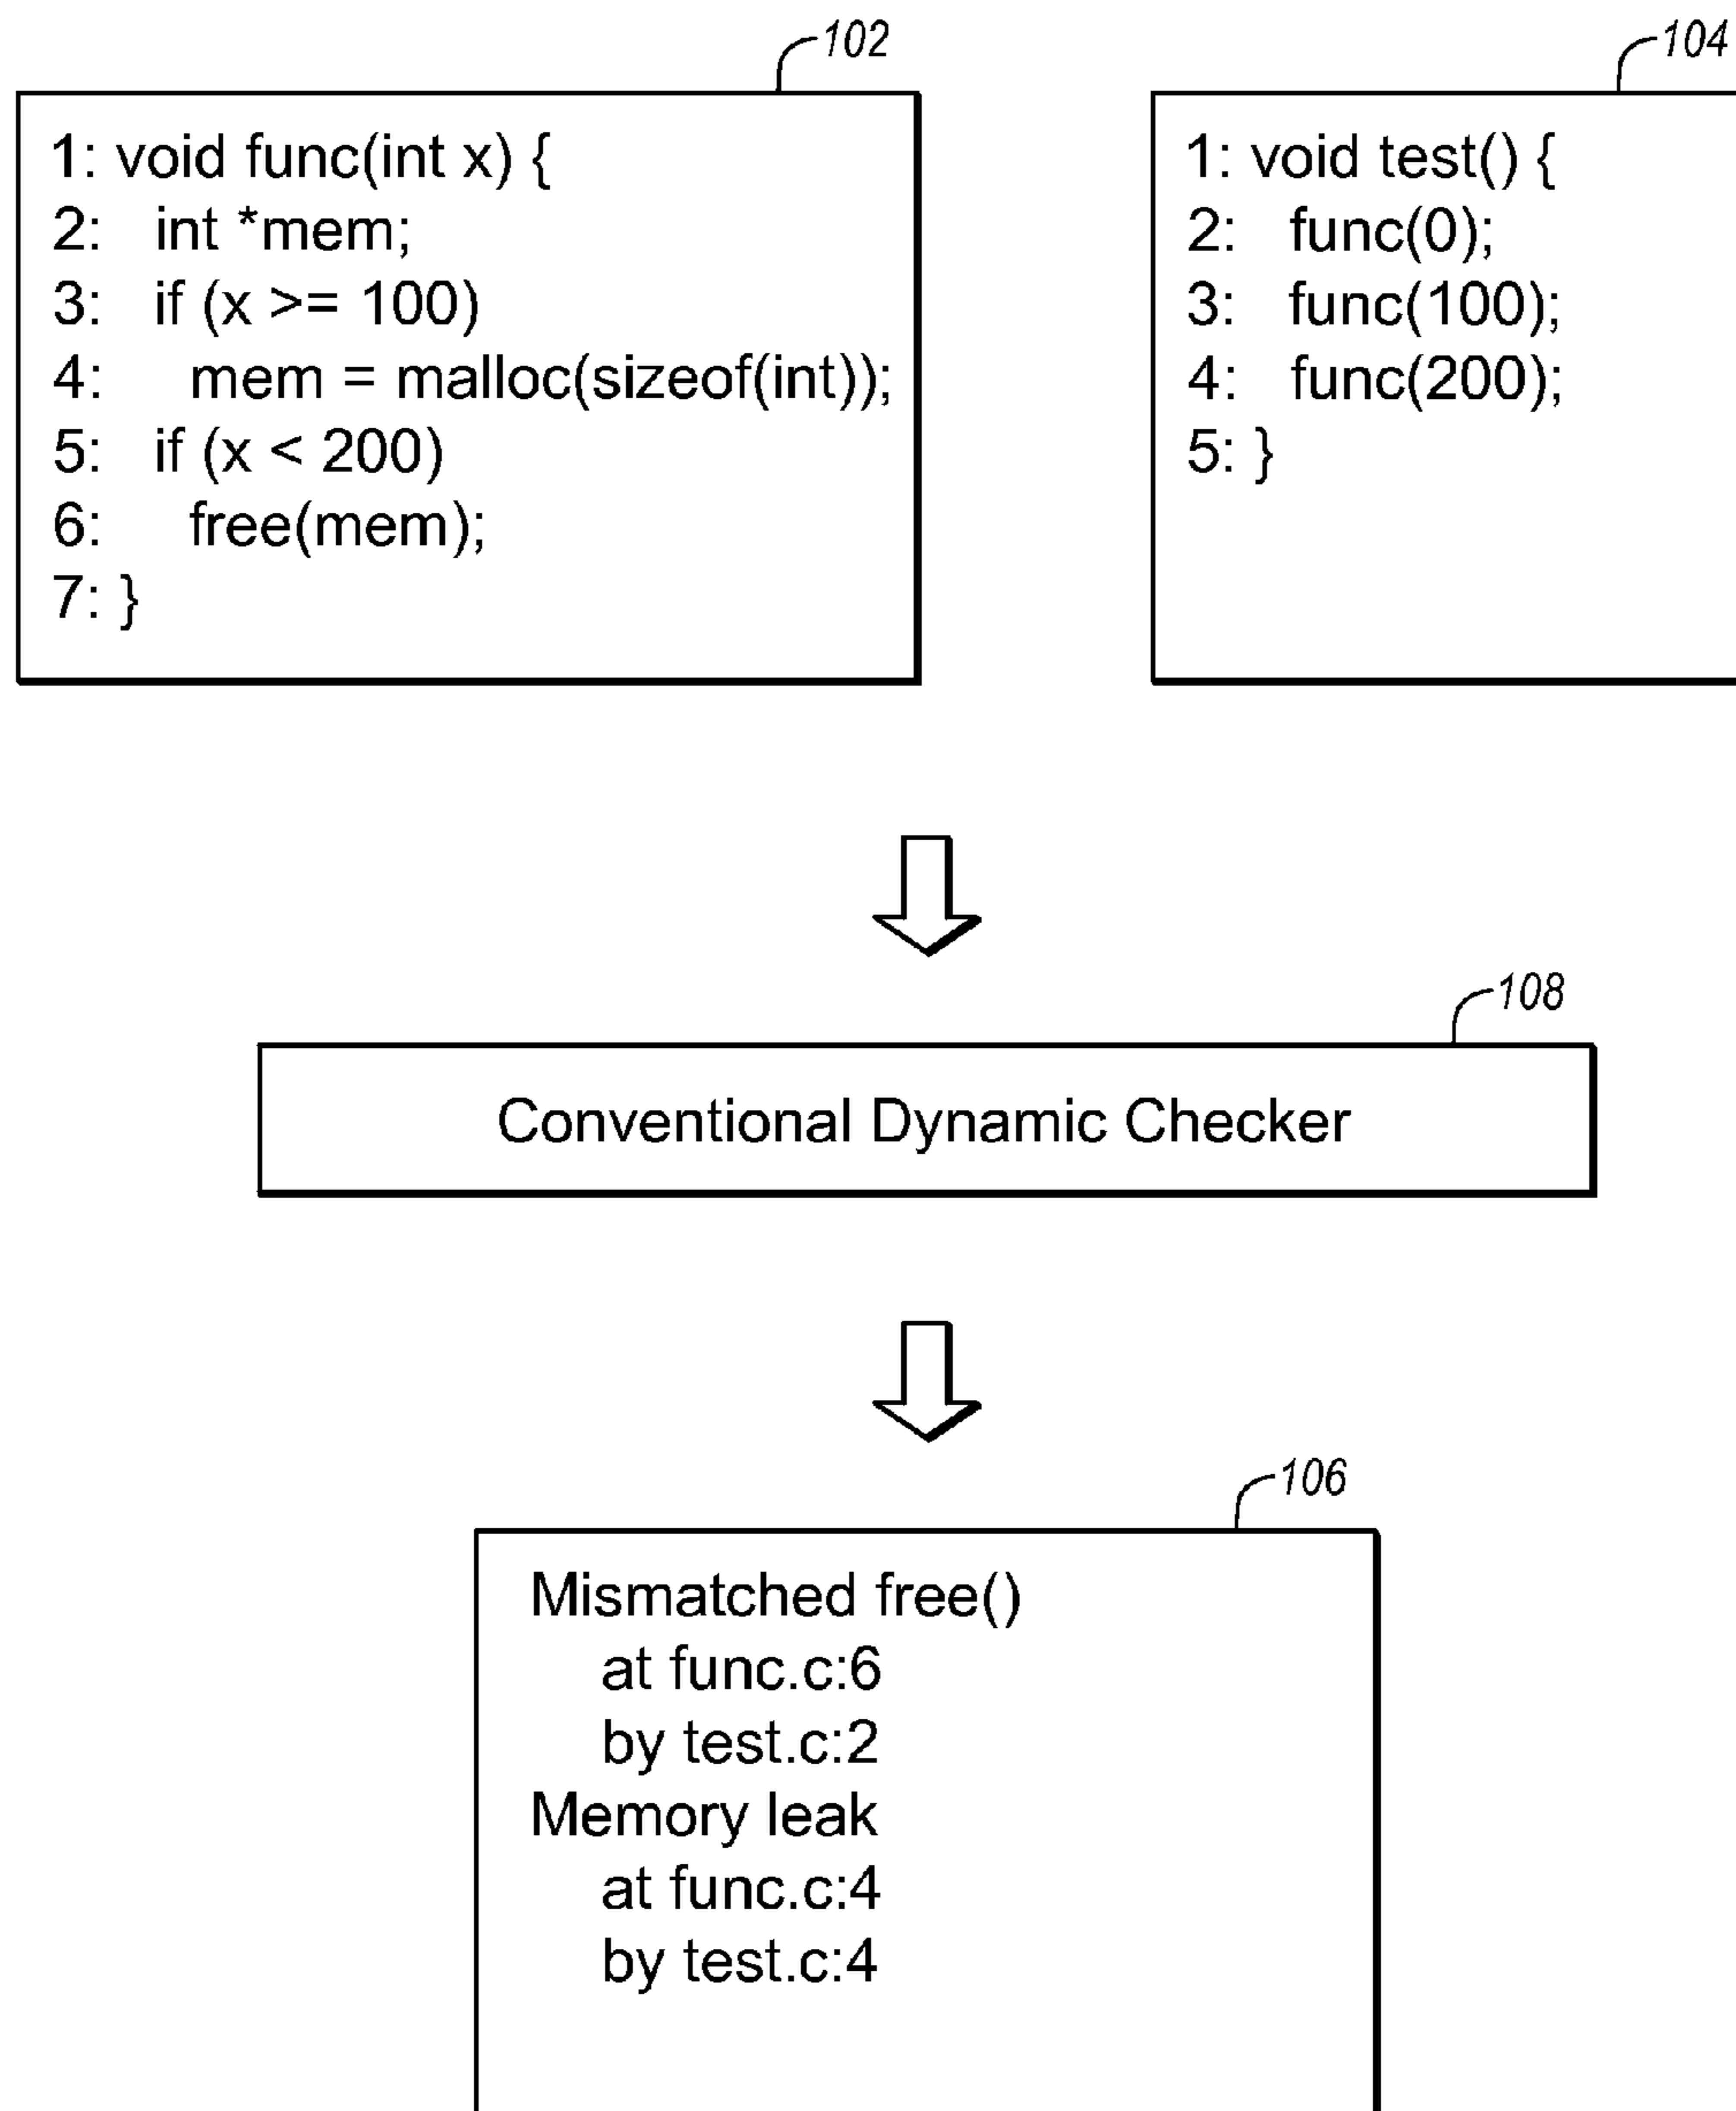 102
1: void func(int x) {
2: int *mem;
3: if (x >= 100)
4: mem = malloc(sizeof(int));
5: if (x < 200)
6: free(mem);
7: }
104
1: void test() {
2: func(0);
3: func(100);
4: func(200);
5: }
108
Conventional Dynamic Checker
106
Mismatched free()
at func.c:6
by test.c:2
Memory leak
at func.c:4
by test.c:4